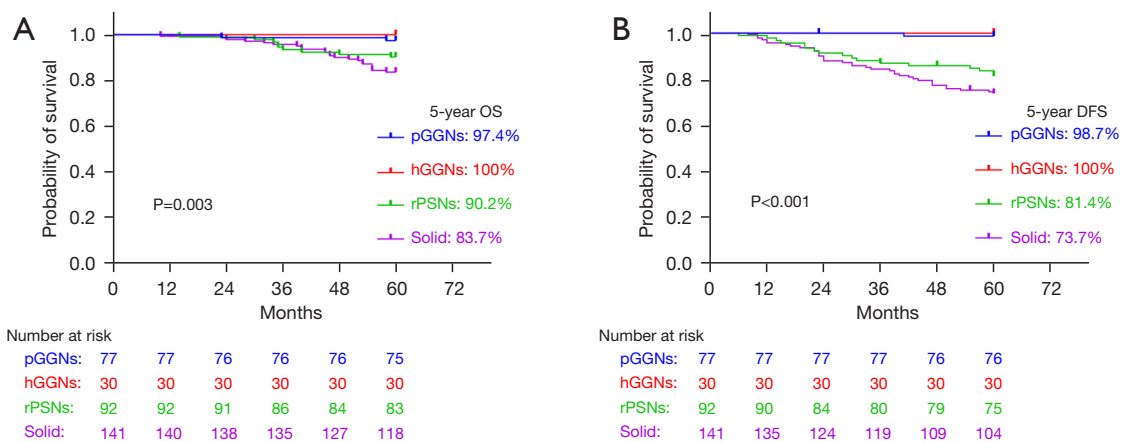 A
Probability of survival
1.0
0.8
0.6
0.4
0.2
0.0
5-year OS
pGGNs: 97.4%
hGGNs: 100%
rPSNs: 90.2%
Solid: 83.7%
P=0.003
0 12 24 36 48 60 72
Months
Number at risk
pGGNs: 77 77 76 76 76 75
hGGNs: 30 30 30 30 30 30
rPSNs: 92 92 91 86 84 83
Solid: 141 140 138 135 127 118
B
Probability of survival
1.0
0.8
0.6
0.4
0.2
0.0
5-year DFS
pGGNs: 98.7%
hGGNs: 100%
rPSNs: 81.4%
Solid: 73.7%
P<0.001
0 12 24 36 48 60 72
Months
Number at risk
pGGNs: 77 77 77 77 76 76
hGGNs: 30 30 30 30 30 30
rPSNs: 92 90 84 80 79 75
Solid: 141 135 124 119 109 104